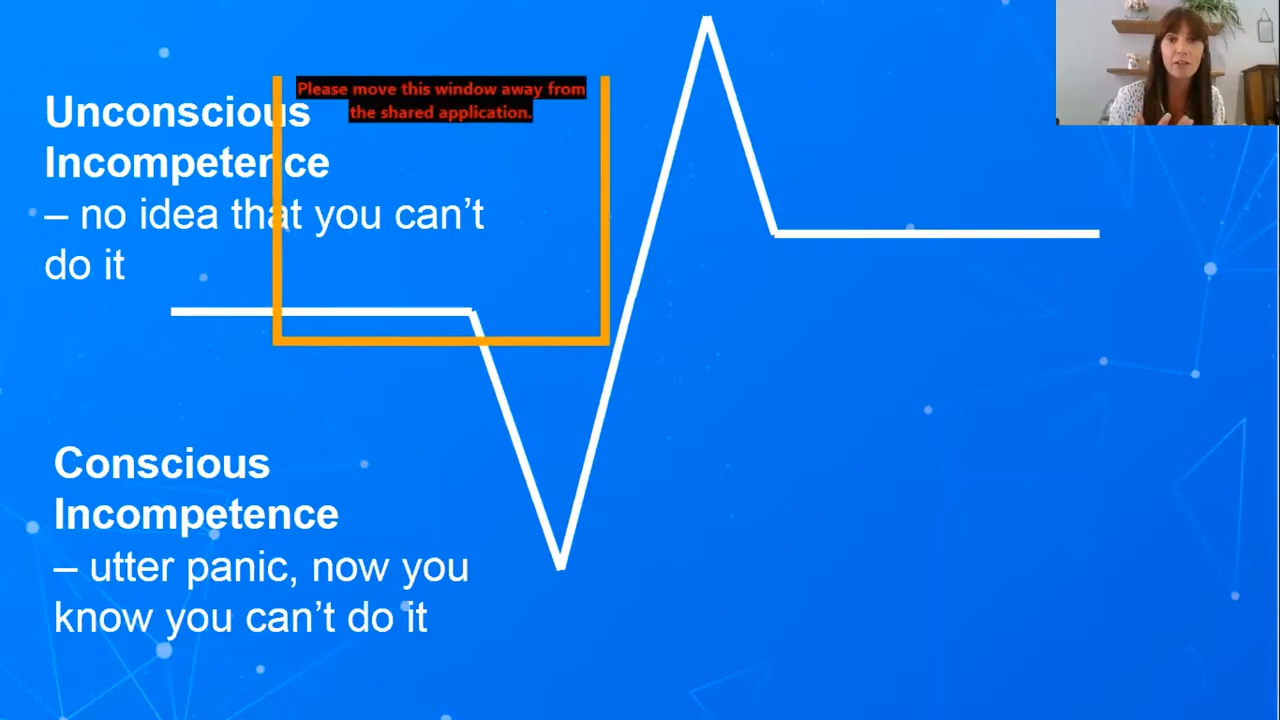 Please move this window away from
the shared application.
Unconscious
Incompetence
– no idea that you can’t
do it
Conscious
Incompetence
– utter panic, now you
know you can’t do it